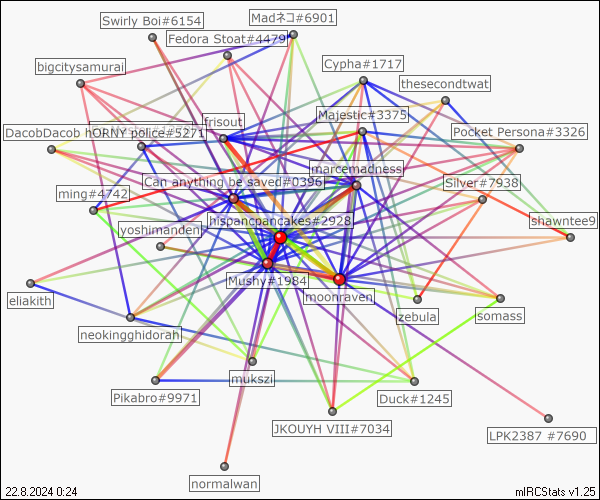 Swirly Boi#6154
Madネコ#6901
Fedora Stoat#4479
bigcitysamurai
Cypha#1717
thesecondtwat
Majestic#3375
frisout
DacobDacob h
ORNY police#5271
Pocket Persona#3326
marcemadness
Can anything be saved#0396
Silver#7938
ming#4742
hispancpancakes#2928
shawntee9
yoshimanden
Mushy#1984
eliakith
moonraven
zebula
somass
neokingghidorah
mukszi
Pikabro#9971
Duck#1245
JKOUYH VIII#7034
LPK2387 #7690
normalwan
22.8.2024 0:24
mIRCStats v1.25